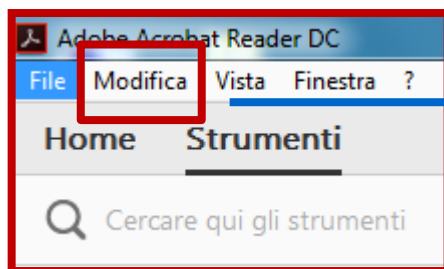 Adobe Acrobat Reader DC
File Modifica Vista Finestra ?
Home Strumenti
Cercare qui gli strumenti